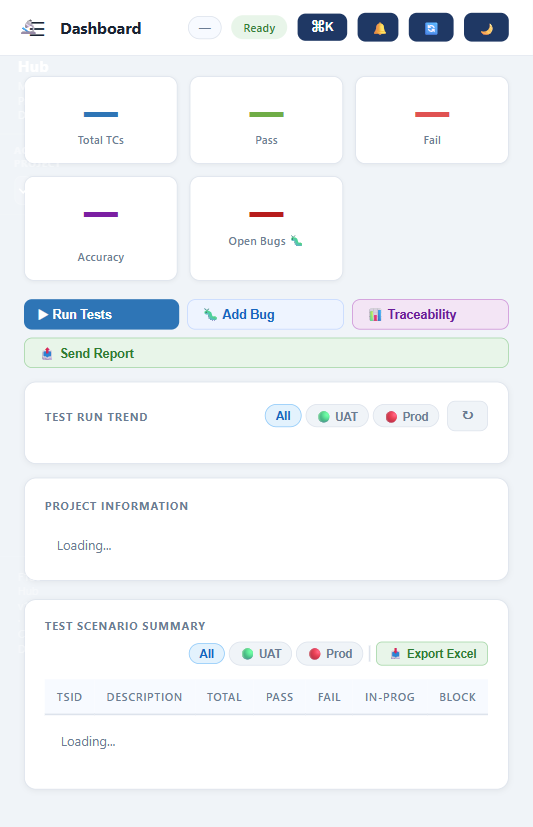 Dashboard — Ready ⌘K
Hub
— — —
Total TCs Pass Fail
— —
Accuracy Open Bugs
Run Tests Add Bug Traceability
Send Report
TEST RUN TREND All UAT Prod ↻
PROJECT INFORMATION
Loading...
TEST SCENARIO SUMMARY
All UAT Prod Export Excel
TSID DESCRIPTION TOTAL PASS FAIL IN-PROG BLOCK
Loading...